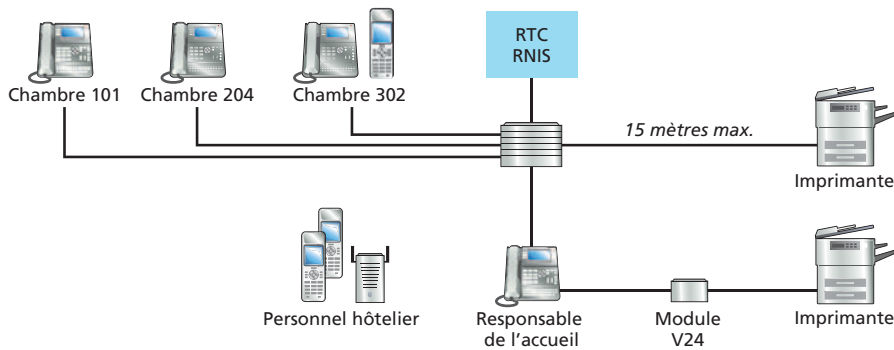 RTC
RNIS
Chambre 101
Chambre 204
Chambre 302
15 mètres max.
Imprimante
Personnel hôtelier
Responsable
de l'accueil
Module
V24
Imprimante